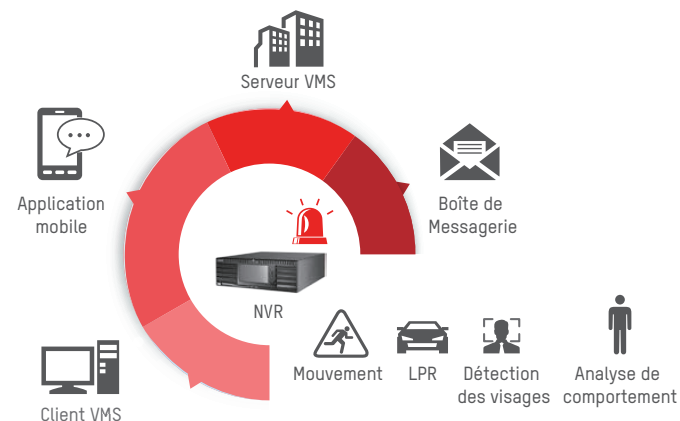 Serveur VMS
Application
mobile
Boîte de
Messagerie
NVR
Mouvement
LPR
Détection
des visages
Analyse de
comportement
Client VMS